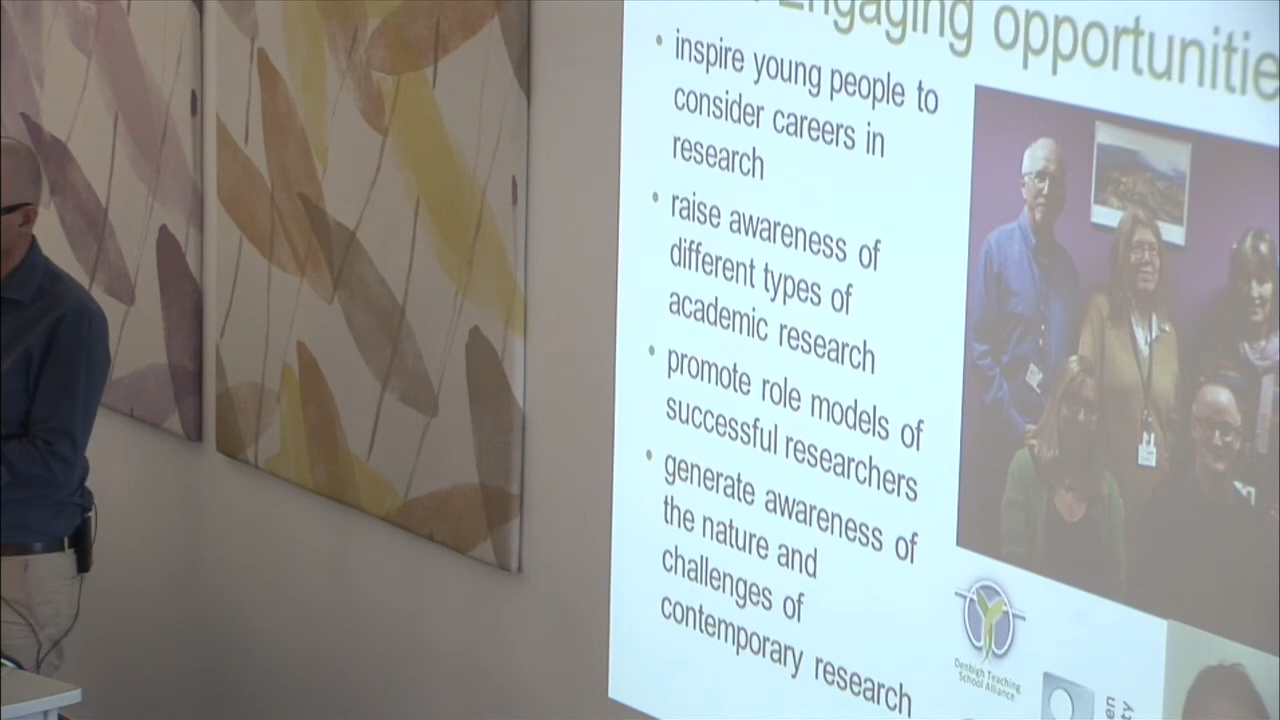 Engaging opportunitie
• inspire young people to
consider careers in
research
• raise awareness of
different types of
academic research
• promote role models of
successful researchers
• generate awareness of
the nature and
challenges of
contemporary research
Denbigh Teaching
School Alliance
en
ty